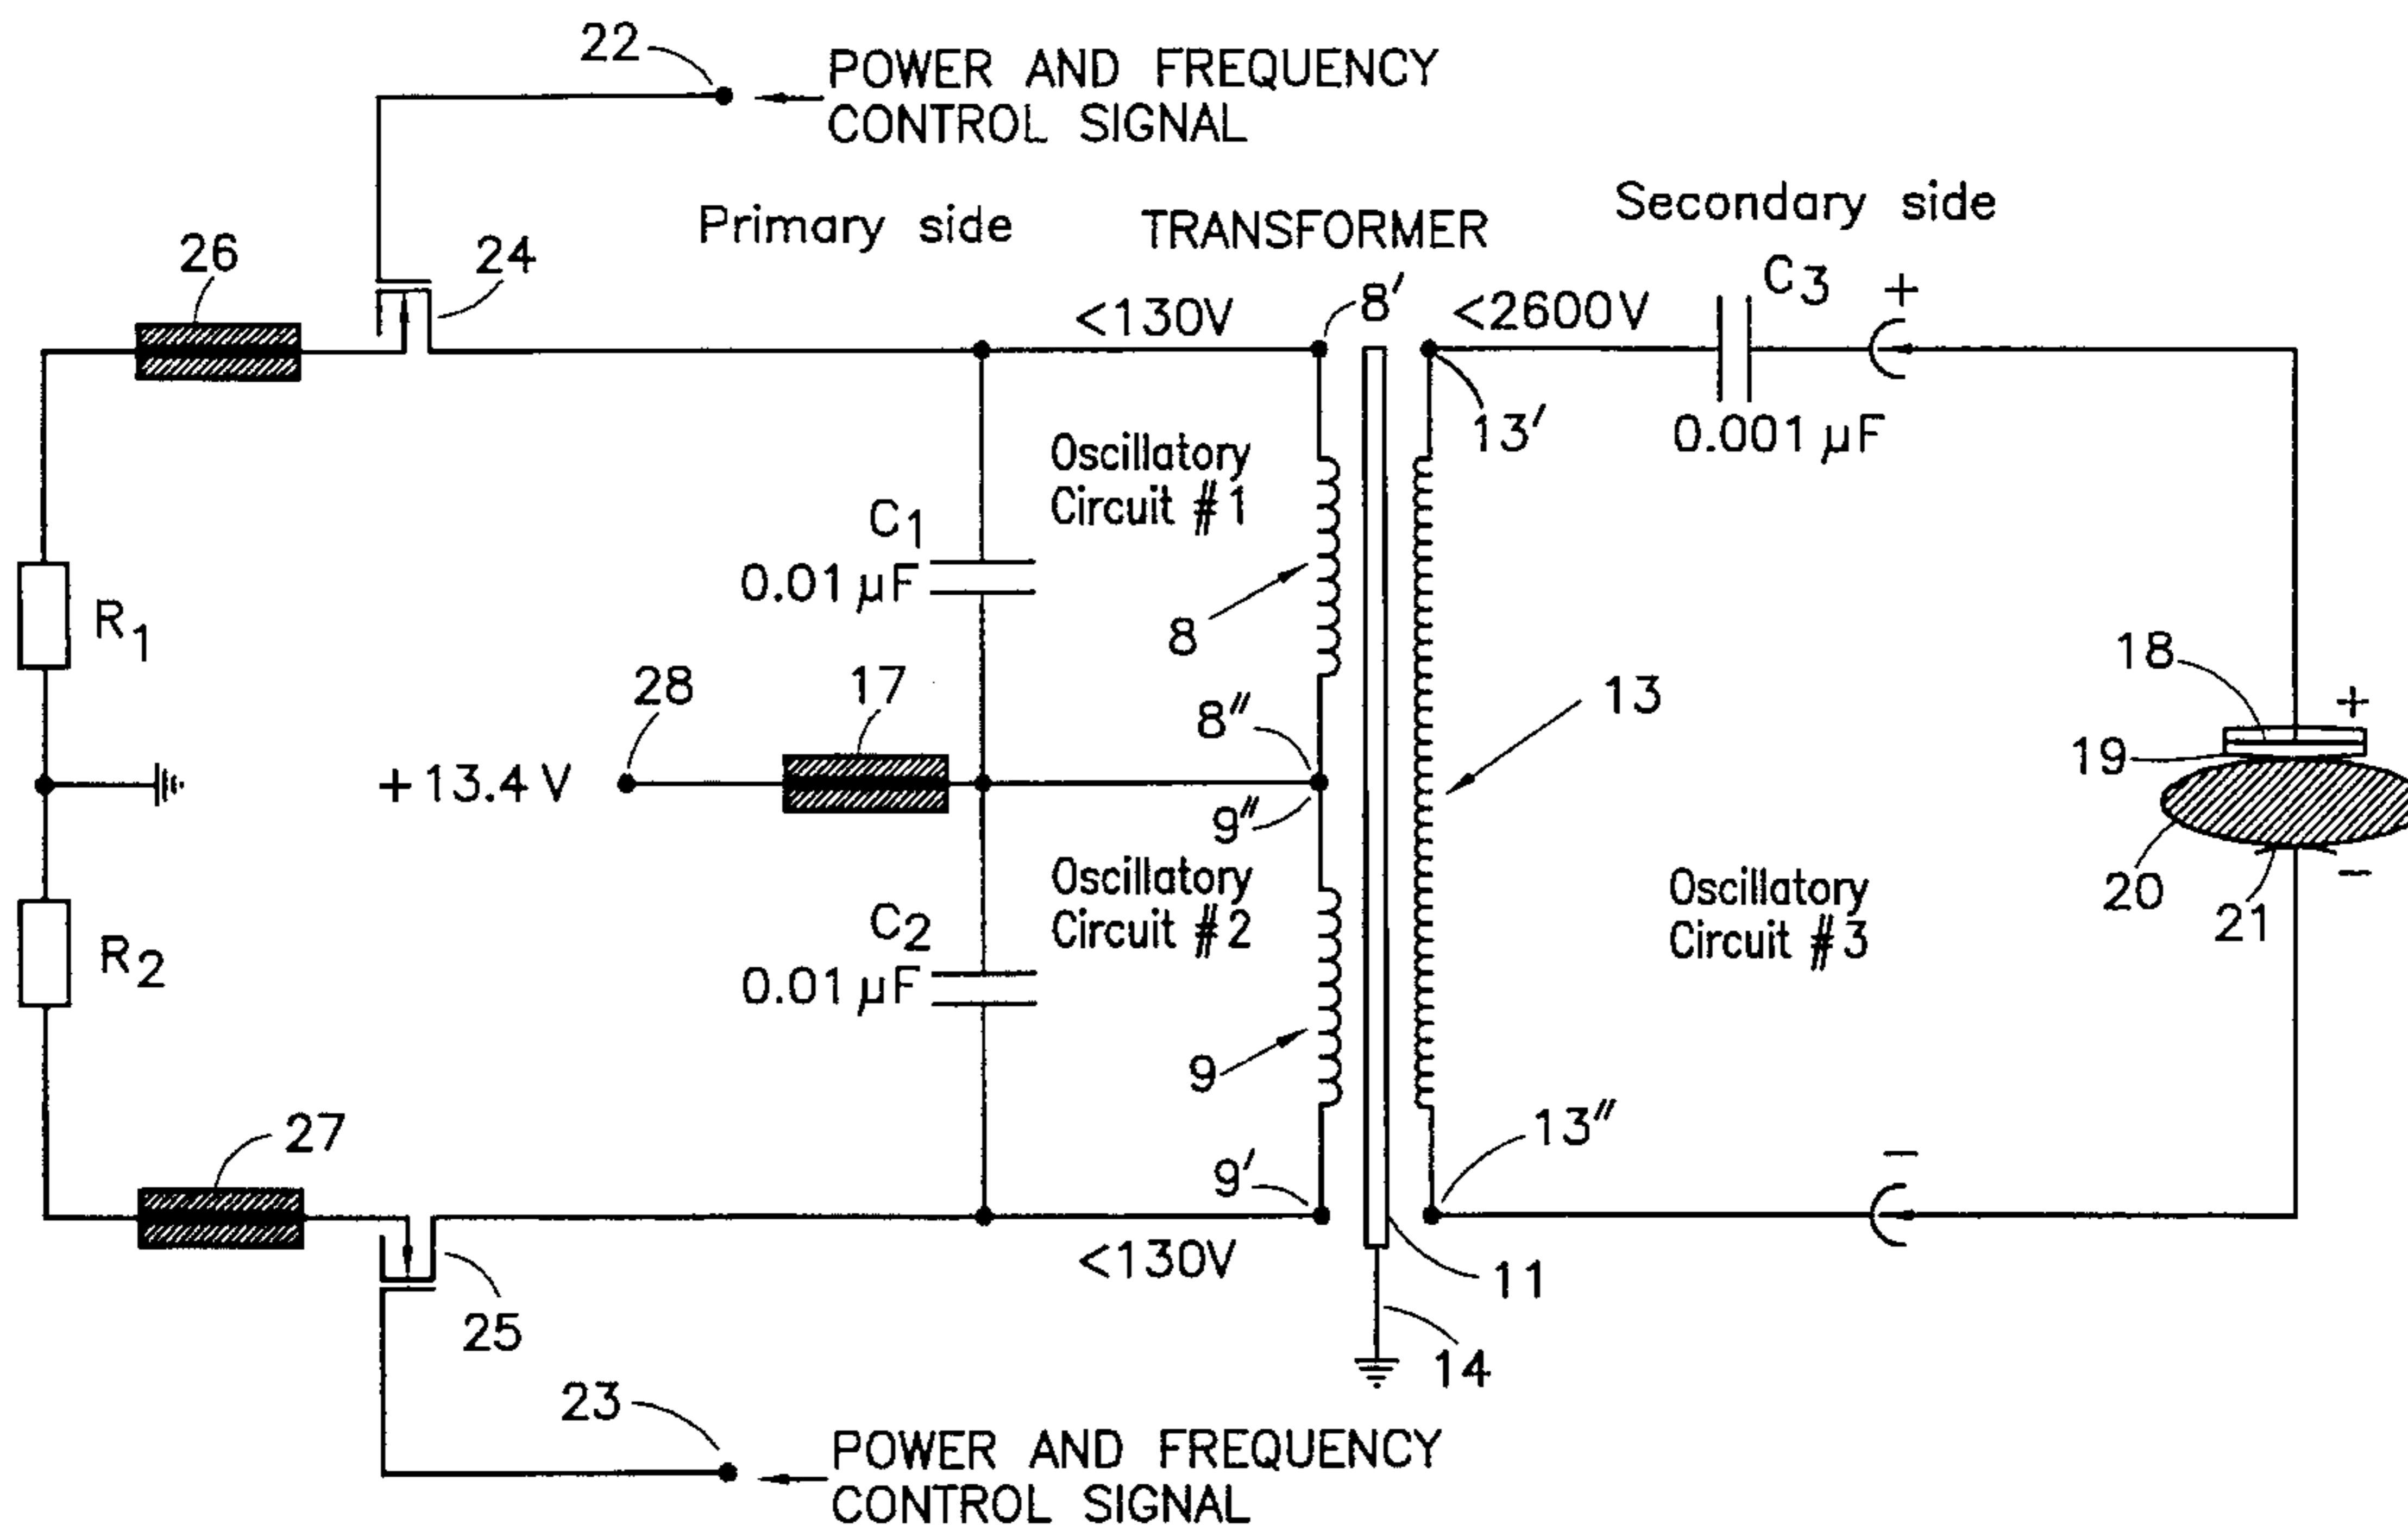 22
POWER AND FREQUENCY
CONTROL SIGNAL
Primary side
TRANSFORMER
Secondary side
26
24
<130V
8′
<2600V
C3
+
13′
0.001 µF
Oscillatory
Circuit #1
C1
0.01 µF
8
R1
28
17
8″
13
18
+
19
+13.4 V
9″
Oscillatory
Circuit #2
C2
0.01 µF
Oscillatory
Circuit #3
20
21
−
R2
9
27
9′
13″
−
<130V
11
25
14
23
POWER AND FREQUENCY
CONTROL SIGNAL